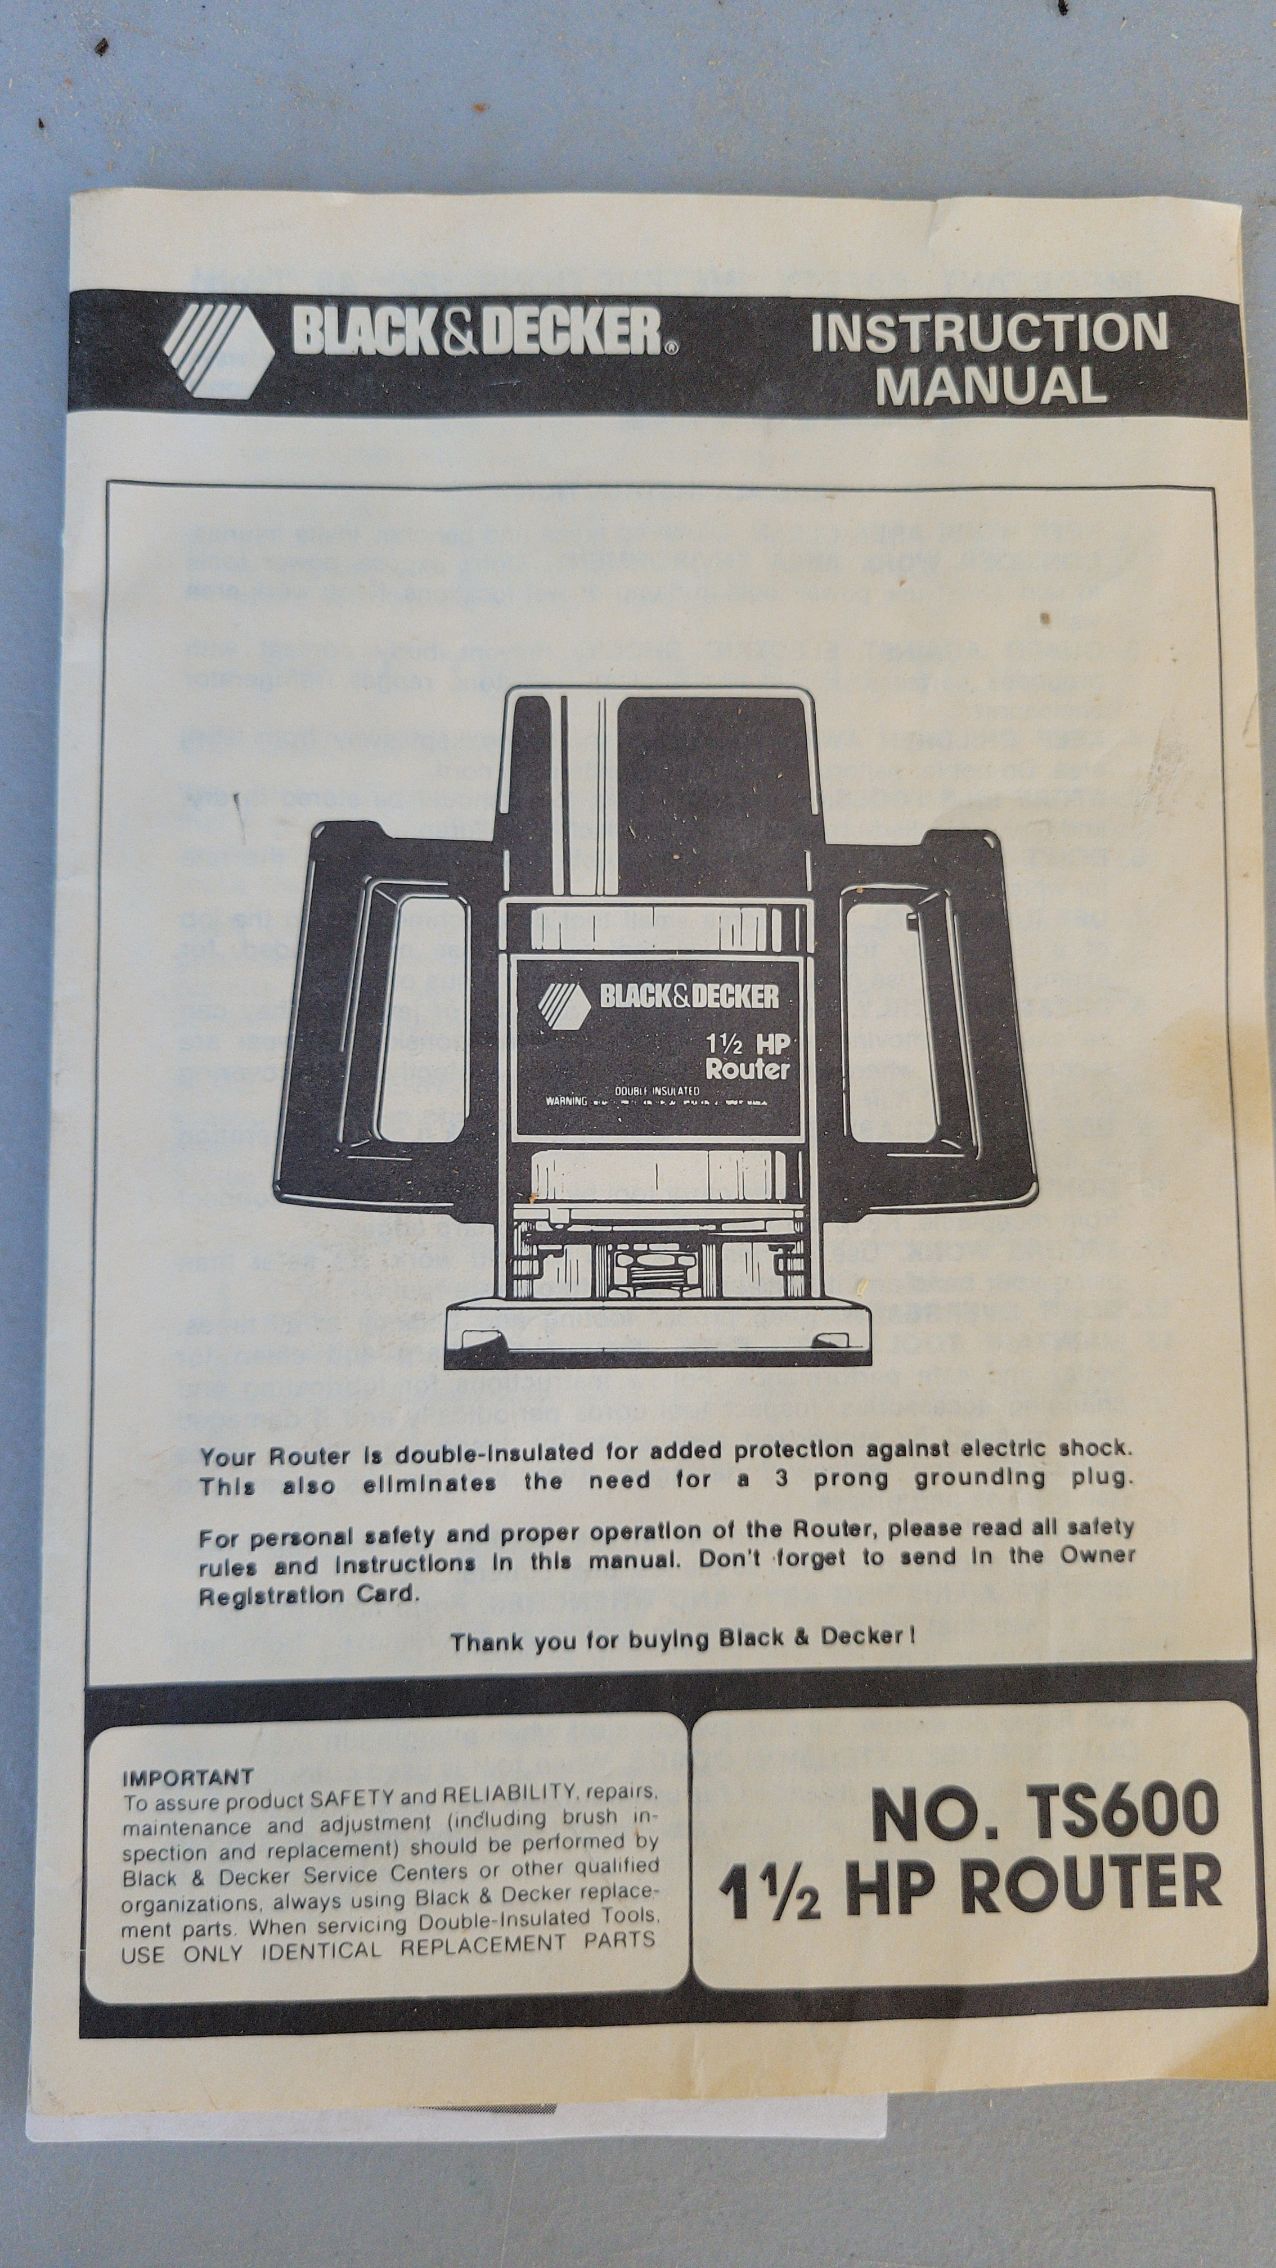 BLACK&DECKER®
INSTRUCTION
MANUAL
BLACK&DECKER
1½ HP
Router
DOUBLE INSULATED
WARNING
Your Router is double-insulated for added protection against electric shock.
This also eliminates the need for a 3 prong grounding plug.
For personal safety and proper operation of the Router, please read all safety
rules and instructions in this manual. Don't forget to send in the Owner
Registration Card.
Thank you for buying Black & Decker!
IMPORTANT
To assure product SAFETY and RELIABILITY, repairs,
maintenance and adjustment (including brush in-
spection and replacement) should be performed by
Black & Decker Service Centers or other qualified
organizations, always using Black & Decker replace-
ment parts. When servicing Double-Insulated Tools,
USE ONLY IDENTICAL REPLACEMENT PARTS
NO. TS600
1½ HP ROUTER